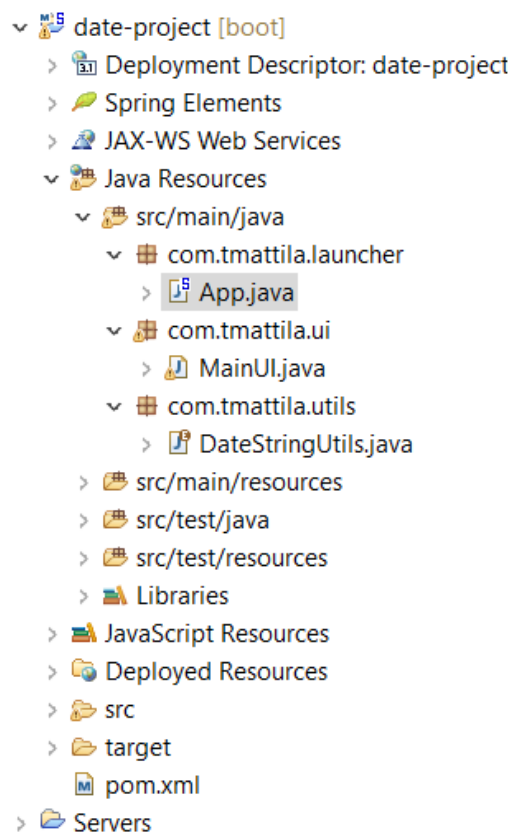 date-project [boot]
Deployment Descriptor: date-project
Spring Elements
JAX-WS Web Services
Java Resources
src/main/java
com.tmattila.launcher
App.java
com.tmattila.ui
MainUI.java
com.tmattila.utils
DateStringUtils.java
src/main/resources
src/test/java
src/test/resources
Libraries
JavaScript Resources
Deployed Resources
src
target
pom.xml
Servers